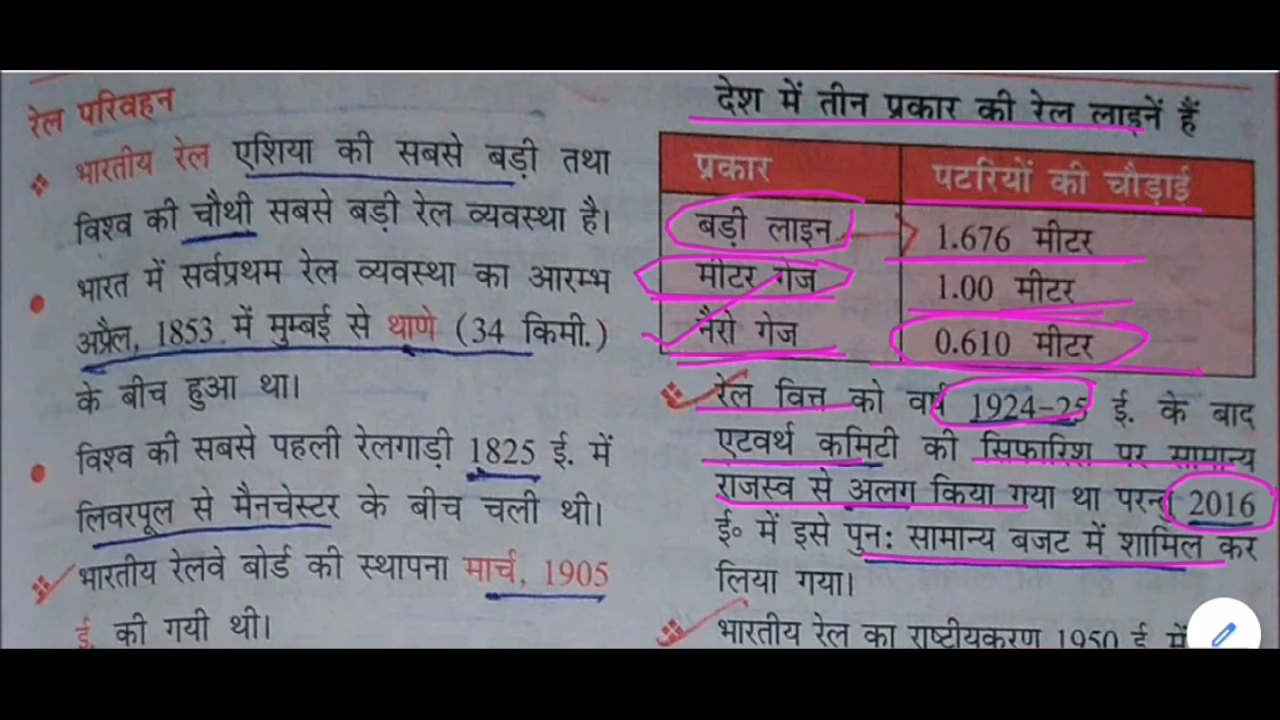 रेल परिवहन
भारतीय रेल एशिया की सबसे बड़ी तथा
विश्व की चौथी सबसे बड़ी रेल व्यवस्था है।
भारत में सर्वप्रथम रेल व्यवस्था का आरम्भ
अप्रैल, 1853 में मुम्बई से थाणे (34 किमी.)
के बीच हुआ था।
विश्व की सबसे पहली रेलगाड़ी 1825 ई. में
लिवरपूल से मैनचेस्टर के बीच चली थी।
भारतीय रेलवे बोर्ड की स्थापना मार्च, 1905
ई. की गयी थी।
देश में तीन प्रकार की रेल लाइनें हैं
प्रकार पटरियों की चौड़ाई
बड़ी लाइन 1.676 मीटर
मीटर गेज 1.00 मीटर
नैरो गेज 0.610 मीटर
रेल वित्त को वर्ष 1924-25 ई. के बाद
एटवर्थ कमिटी की सिफारिश पर सामान्य
राजस्व से अलग किया गया था 2016
ई० में इसे पुन: सामान्य बजट में शामिल कर
लिया गया।
भारतीय रेल का राष्ट्रीयकरण 1950 ई. में